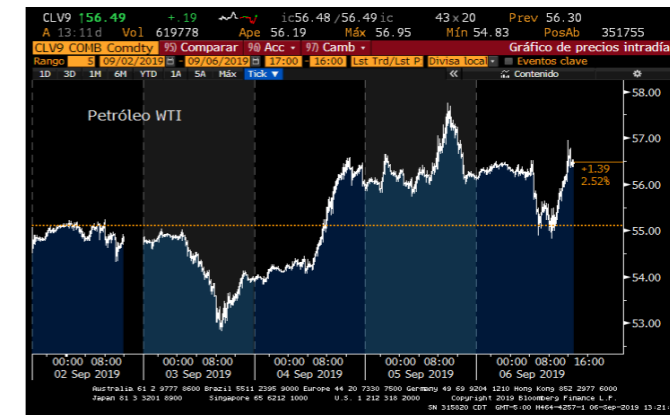 CLV9 ↑56.49 +.19 ic56.48/56.49ic 43×20 Prev 56.30
A 13:11d Vol 619778 Ape 56.19 Máx 56.95 Mín 54.83 PosAb 351755
CLV9 COMB Comdty 95) Comparar 96) Acc 97) Camb Gráfico de precios intradía
Rango 5 09/02/2019 - 09/06/2019 17:00 - 16:00 Lst Trd/Lst P Divisa local Eventos clave
1D 3D 1M 6M YTD 1A 5A Máx Tick ▼ « Contenido
58.00
Petróleo WTI
57.00
+1.39
2.52%
56.00
55.00
54.00
53.00
00:00 08:00 00:00 08:00 00:00 08:00 00:00 08:00 00:00 08:00 16:00
02 Sep 2019 03 Sep 2019 04 Sep 2019 05 Sep 2019 06 Sep 2019
Australia 61 2 9777 8600 Brazil 5511 2395 9000 Europe 44 20 7330 7500 Germany 49 69 9204 1210 Hong Kong 852 2977 6000
Japan 81 3 3201 8900 Singapore 65 6212 1000 U.S. 1 212 318 2000 Copyright 2019 Bloomberg Finance L.P.
SN 315820 CDT GMT-5:00 H464-4257-1 06-Sep-2019 13:21